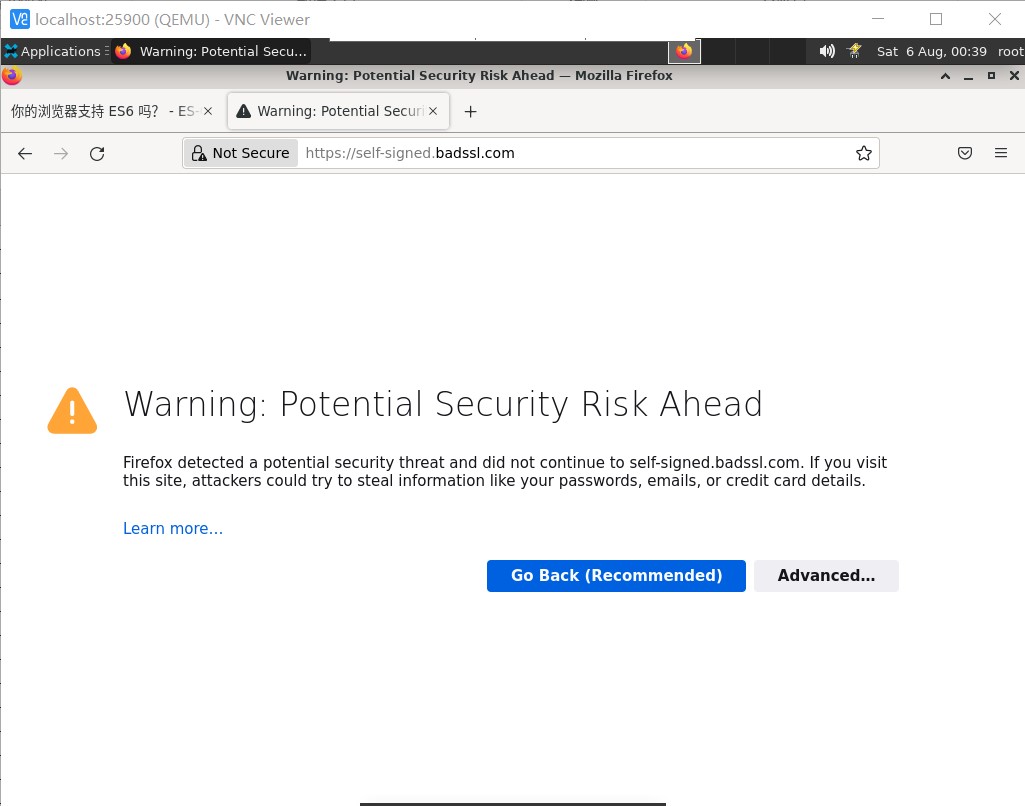 localhost:25900 (QEMU) - VNC Viewer
Applications Warning: Potential Secu... Sat 6 Aug, 00:39 root
Warning: Potential Security Risk Ahead — Mozilla Firefox
你的浏览器支持 ES6 吗? - ES- Warning: Potential Securi
Not Secure https://self-signed.badssl.com
Warning: Potential Security Risk Ahead
Firefox detected a potential security threat and did not continue to self-signed.badssl.com. If you visit
this site, attackers could try to steal information like your passwords, emails, or credit card details.
Learn more...
Go Back (Recommended) Advanced...